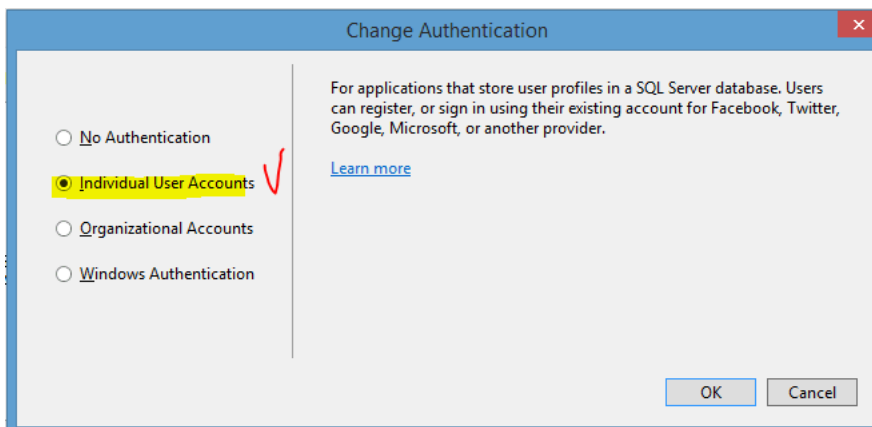 Change Authentication
No Authentication
Individual User Accounts
Organizational Accounts
Windows Authentication
For applications that store user profiles in a SQL Server database. Users
can register, or sign in using their existing account for Facebook, Twitter,
Google, Microsoft, or another provider.
Learn more
OK
Cancel